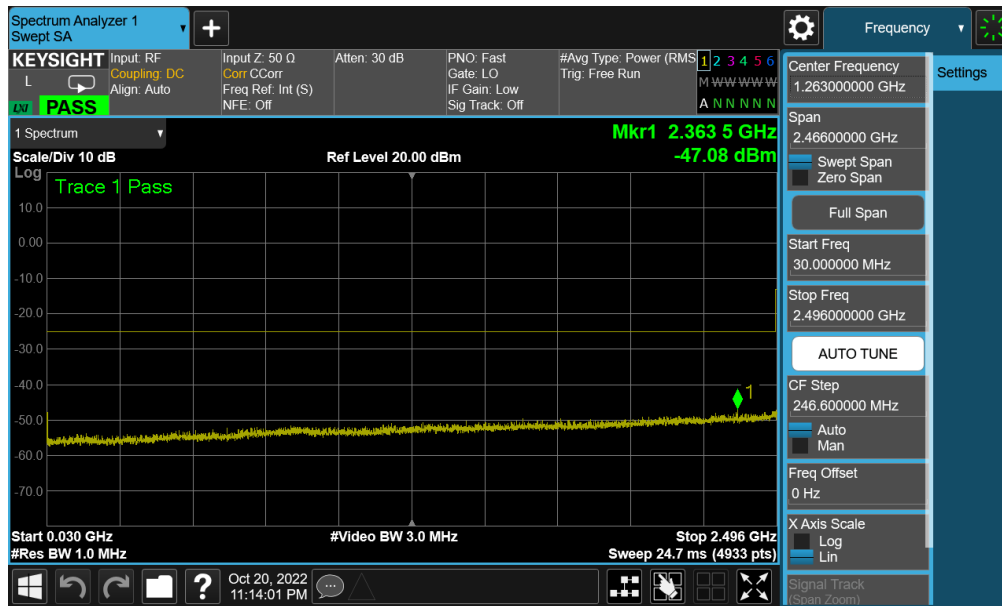 Spectrum Analyzer 1
Swept SA
+
Frequency
KEYSIGHT
L
LXI PASS
Input: RF
Coupling: DC
Align: Auto
Input Z: 50 Ω
Corr CCorr
Freq Ref: Int (S)
NFE: Off
Atten: 30 dB
PNO: Fast
Gate: LO
IF Gain: Low
Sig Track: Off
#Avg Type: Power (RMS
Trig: Free Run
1 2 3 4 5 6
M W W W W W
A N N N N N
1 Spectrum
Scale/Div 10 dB
Ref Level 20.00 dBm
Mkr1 2.363 5 GHz
-47.08 dBm
Log
Trace 1 Pass
10.0
0.00
-10.0
-20.0
-30.0
-40.0
-50.0
-60.0
-70.0
1
Start 0.030 GHz
#Res BW 1.0 MHz
#Video BW 3.0 MHz
Stop 2.496 GHz
Sweep 24.7 ms (4933 pts)
Center Frequency
1.263000000 GHz
Span
2.46600000 GHz
Swept Span
Zero Span
Full Span
Start Freq
30.000000 MHz
Stop Freq
2.496000000 GHz
AUTO TUNE
CF Step
246.600000 MHz
Auto
Man
Freq Offset
0 Hz
X Axis Scale
Log
Lin
Signal Track
(Span Zoom)
Settings
?
Oct 20, 2022
11:14:01 PM